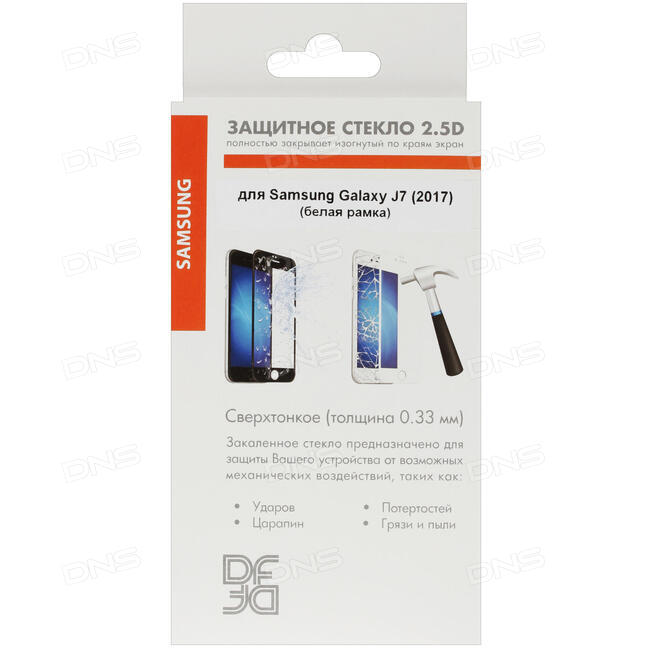 ЗАЩИТНОЕ СТЕКЛО 2.5D
полностью закрывает изогнутый по краям экран
SAMSUNG
для Samsung Galaxy J7 (2017)
(белая рамка)
Сверхтонкое (толщина 0.33 мм)
Закаленное стекло предназначено для
защиты Вашего устройства от возможных
механических воздействий, таких как:
• Ударов • Потертостей
• Царапин • Грязи и пыли
DF
DF
DNS